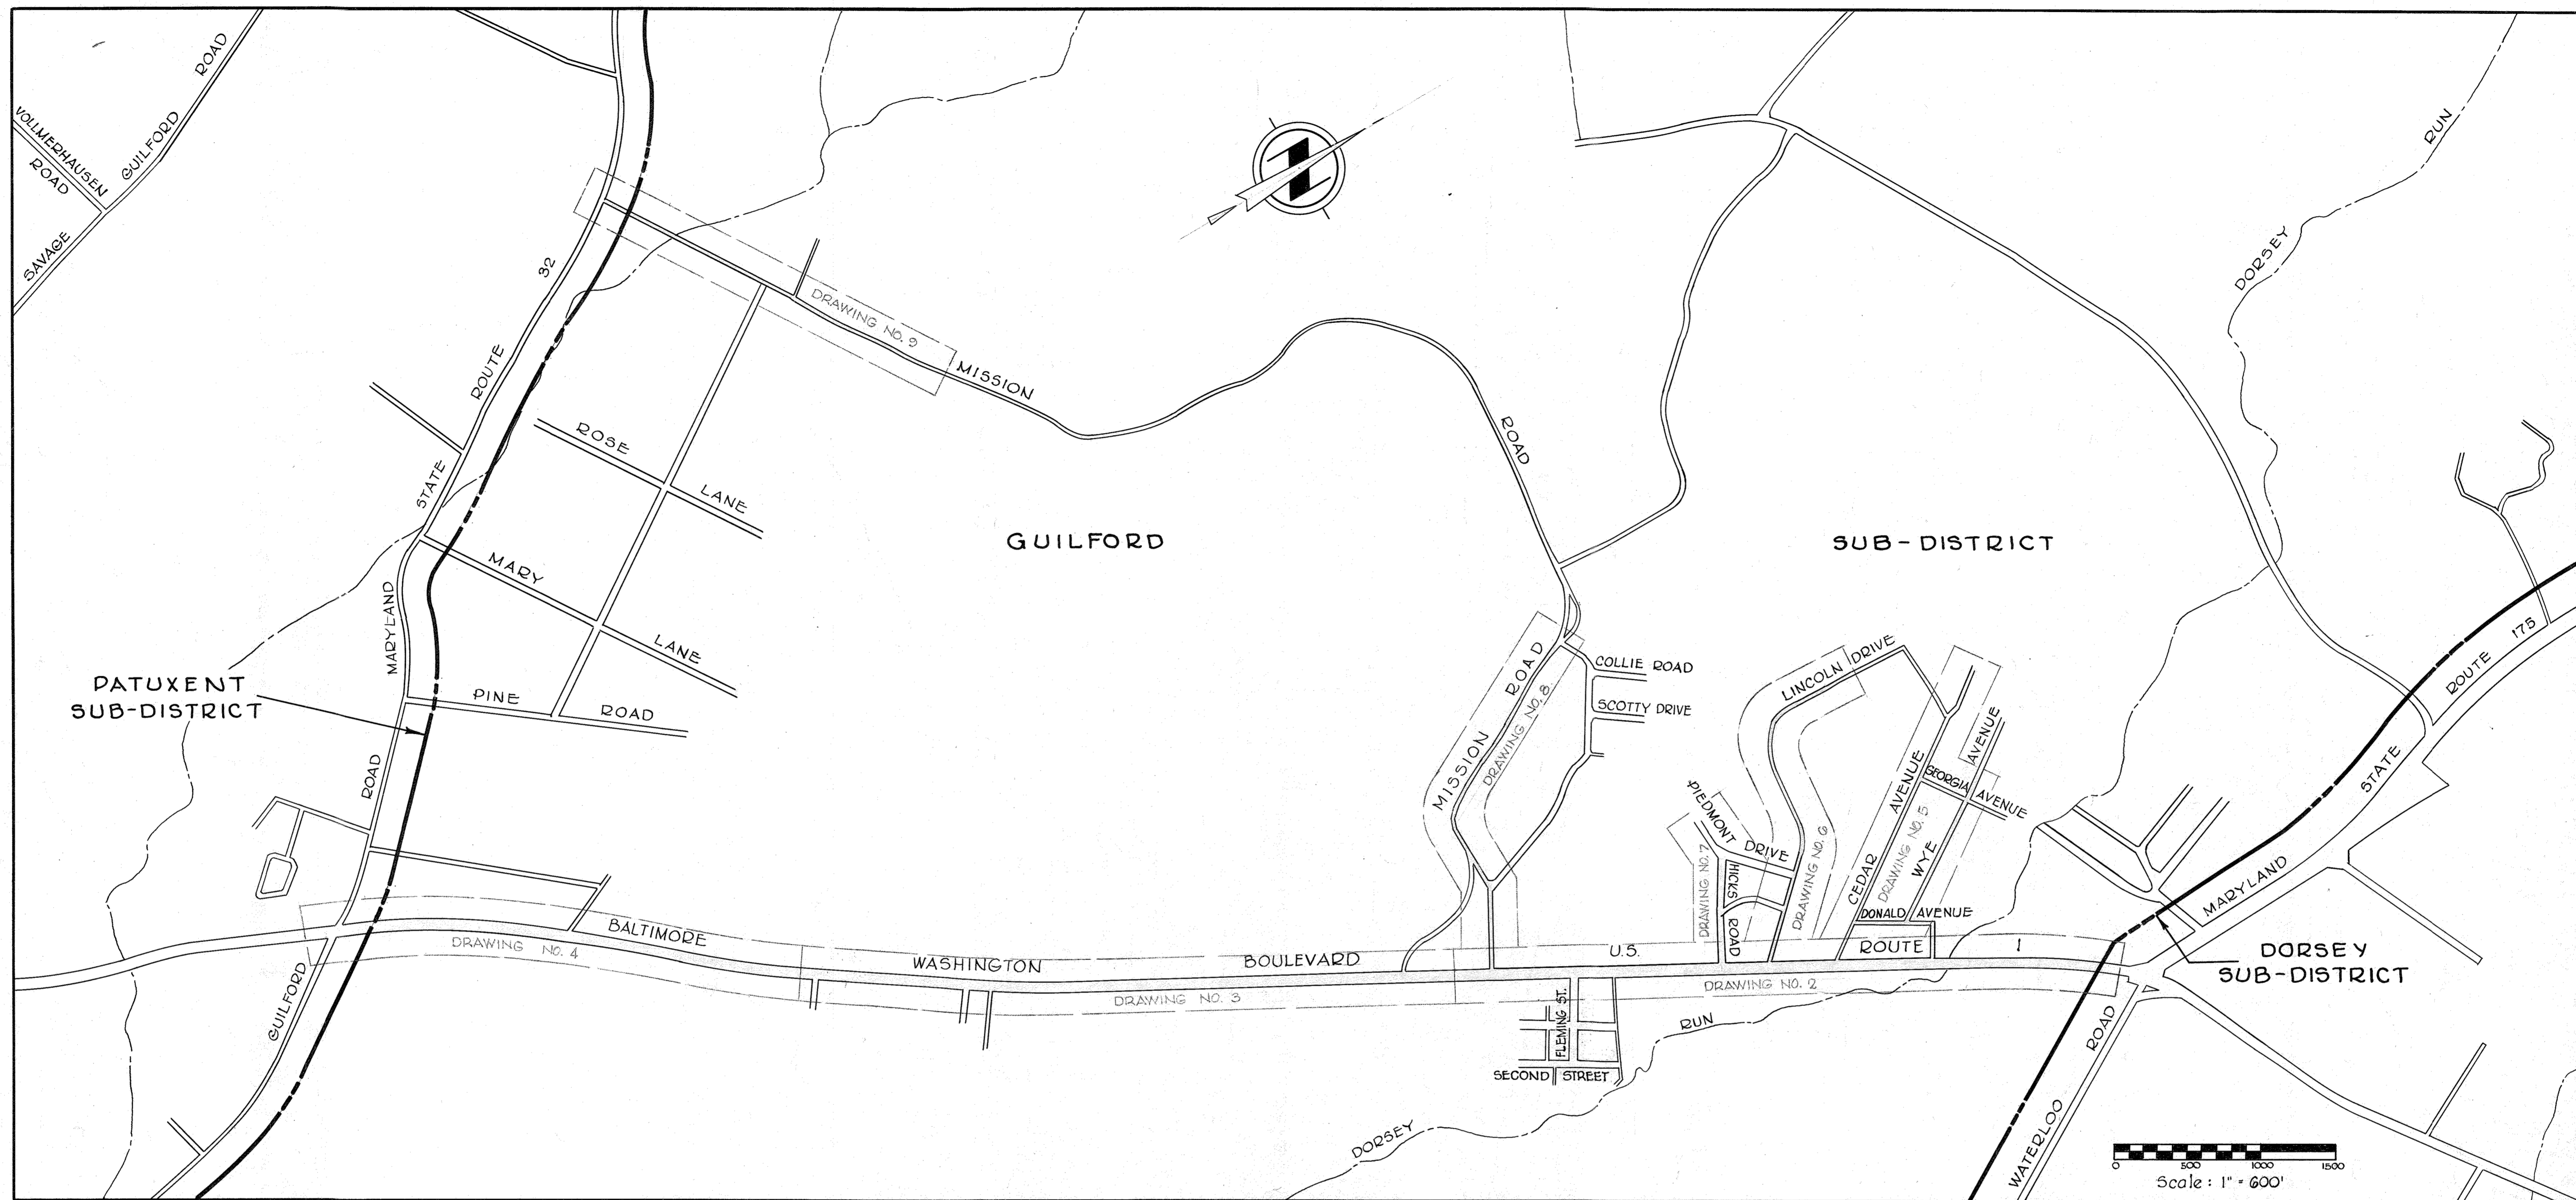 VOLLMERHAUSEN
ROAD
GUILFORD ROAD
SAVAGE
MARYLAND STATE ROUTE 32
N
DRAWING NO. 9
MISSION ROAD
DORSEY RUN
ROSE LANE
MARY LANE
PINE ROAD
GUILFORD SUB-DISTRICT
PATUXENT
SUB-DISTRICT
GUILFORD ROAD
MISSION ROAD
DRAWING NO. 8
COLLIE ROAD
SCOTTY DRIVE
LINCOLN DRIVE
PIEDMONT DRIVE
HICKS ROAD
DRAWING NO. 7
DRAWING NO. 6
CEDAR AVENUE
DRAWING NO. 5
WYE AVENUE
GEORGIA AVENUE
DONALD AVENUE
MARYLAND STATE ROUTE 175
BALTIMORE WASHINGTON BOULEVARD U.S. ROUTE 1
DRAWING NO. 4
DRAWING NO. 3
DRAWING NO. 2
FLEMING ST.
SECOND STREET
DORSEY RUN
DORSEY
SUB-DISTRICT
WATERLOO ROAD
0 500 1000 1500
Scale: 1" = 600'